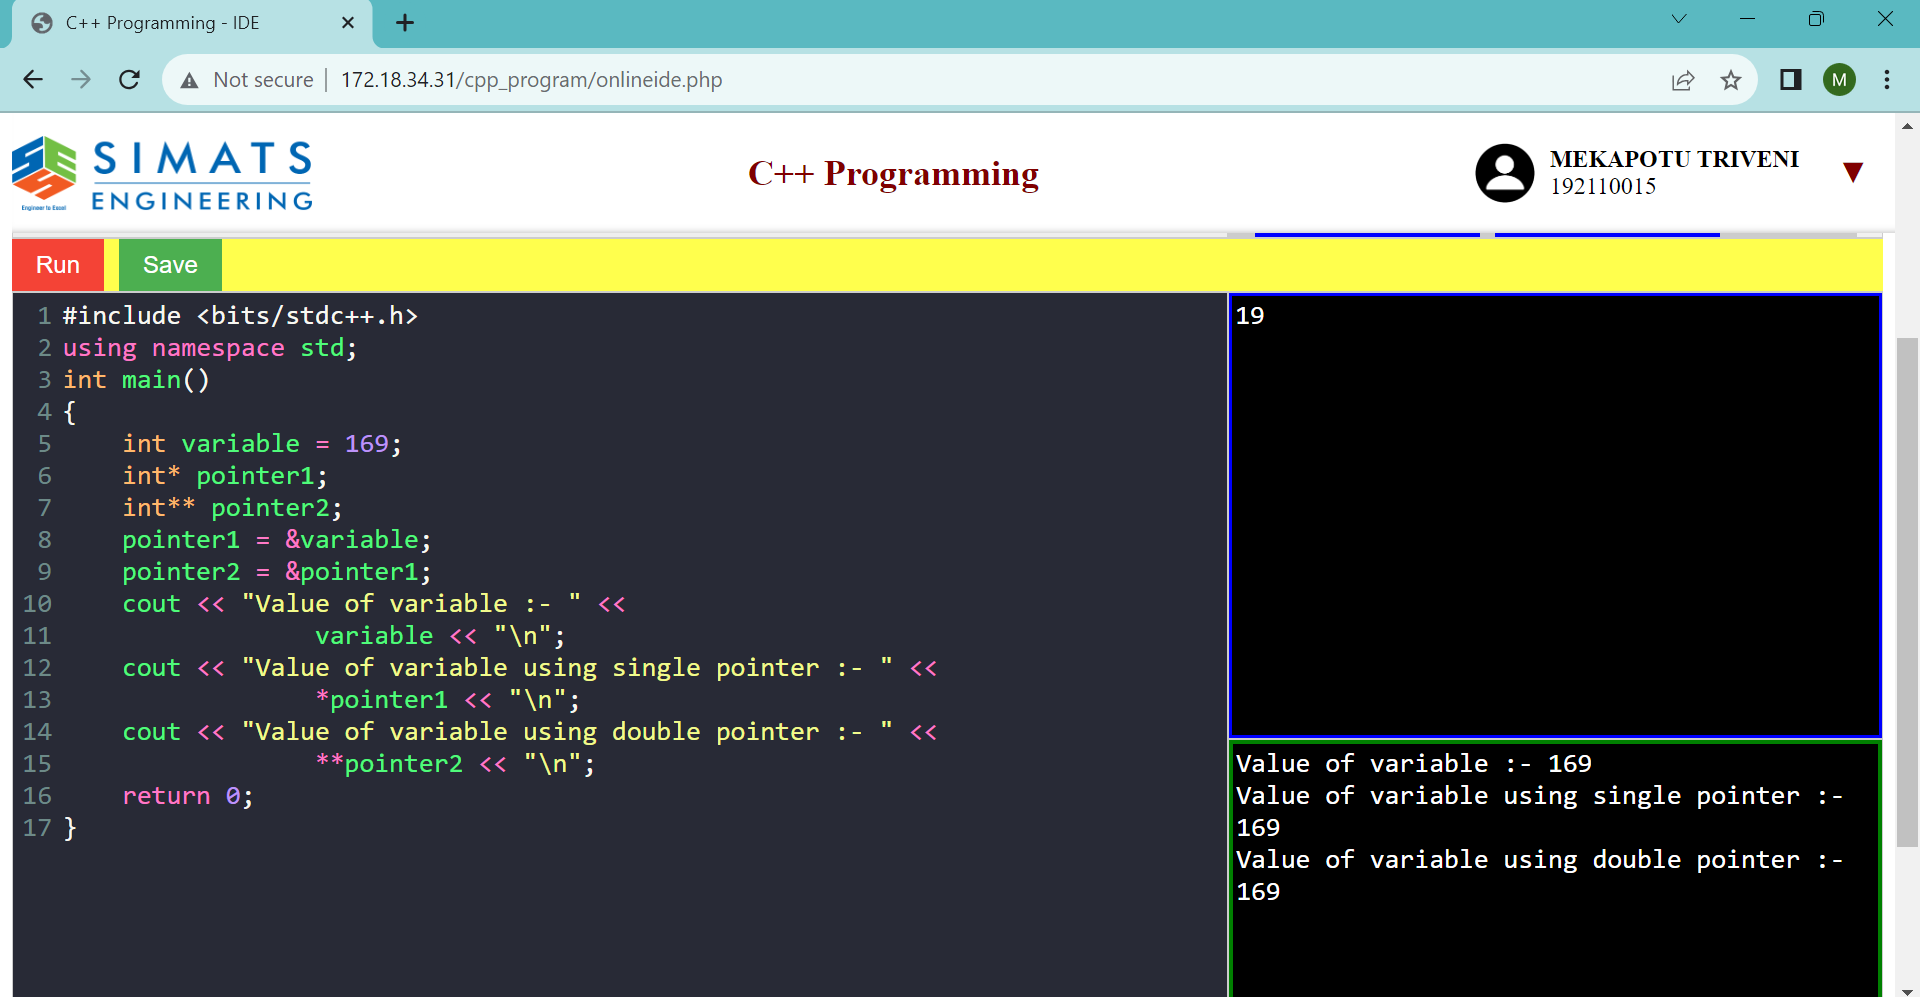 C++ Programming - IDE
Not secure | 172.18.34.31/cpp_program/onlineide.php
M
SIMATS
ENGINEERING
Engineer to Excel
C++ Programming
MEKAPOTU TRIVENI
192110015
Run Save
1 #include <bits/stdc++.h>
2 using namespace std;
3 int main()
4 {
5     int variable = 169;
6     int* pointer1;
7     int** pointer2;
8     pointer1 = &variable;
9     pointer2 = &pointer1;
10     cout << "Value of variable :- " <<
11                  variable << "\n";
12     cout << "Value of variable using single pointer :- " <<
13                  *pointer1 << "\n";
14     cout << "Value of variable using double pointer :- " <<
15                  **pointer2 << "\n";
16     return 0;
17 }
19
Value of variable :- 169
Value of variable using single pointer :-
169
Value of variable using double pointer :-
169